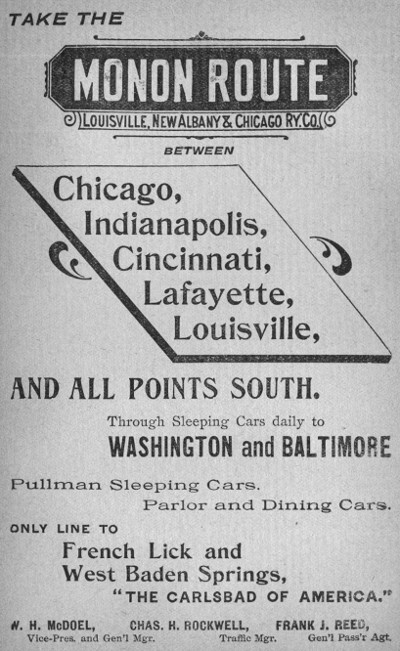 TAKE THE
MONON ROUTE
LOUISVILLE, NEW ALBANY & CHICAGO RY. CO.
BETWEEN
Chicago,
Indianapolis,
Cincinnati,
Lafayette,
Louisville,
AND ALL POINTS SOUTH.
Through Sleeping Cars daily to
WASHINGTON and BALTIMORE
Pullman Sleeping Cars.
Parlor and Dining Cars.
ONLY LINE TO
French Lick and
West Baden Springs,
"THE CARLSBAD OF AMERICA."
W. H. McDOEL, CHAS. H. ROCKWELL, FRANK J. REED,
Vice-Pres. and Gen'l Mgr. Traffic Mgr. Gen'l Pass'r Agt.